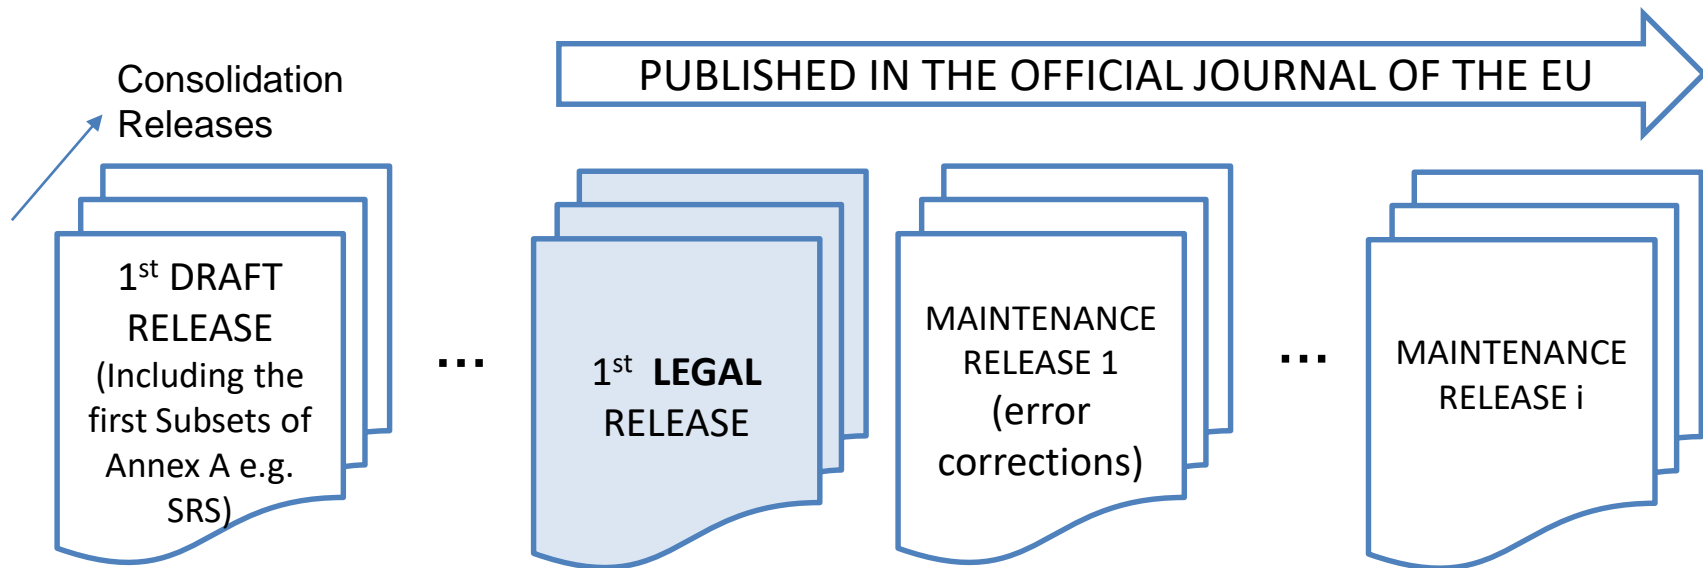 Consolidation
Releases
PUBLISHED IN THE OFFICIAL JOURNAL OF THE EU
1st DRAFT
RELEASE
(Including the
first Subsets of
Annex A e.g.
SRS)
...
1st LEGAL
RELEASE
MAINTENANCE
RELEASE 1
(error
corrections)
...
MAINTENANCE
RELEASE i